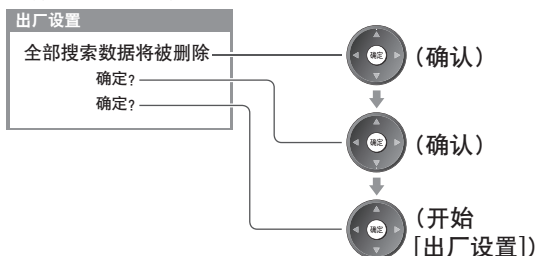 出厂设置
全部搜索数据将被删除
确定?
确定?
确定
(确认)
确定
(确认)
确定
(开始
[出厂设置])